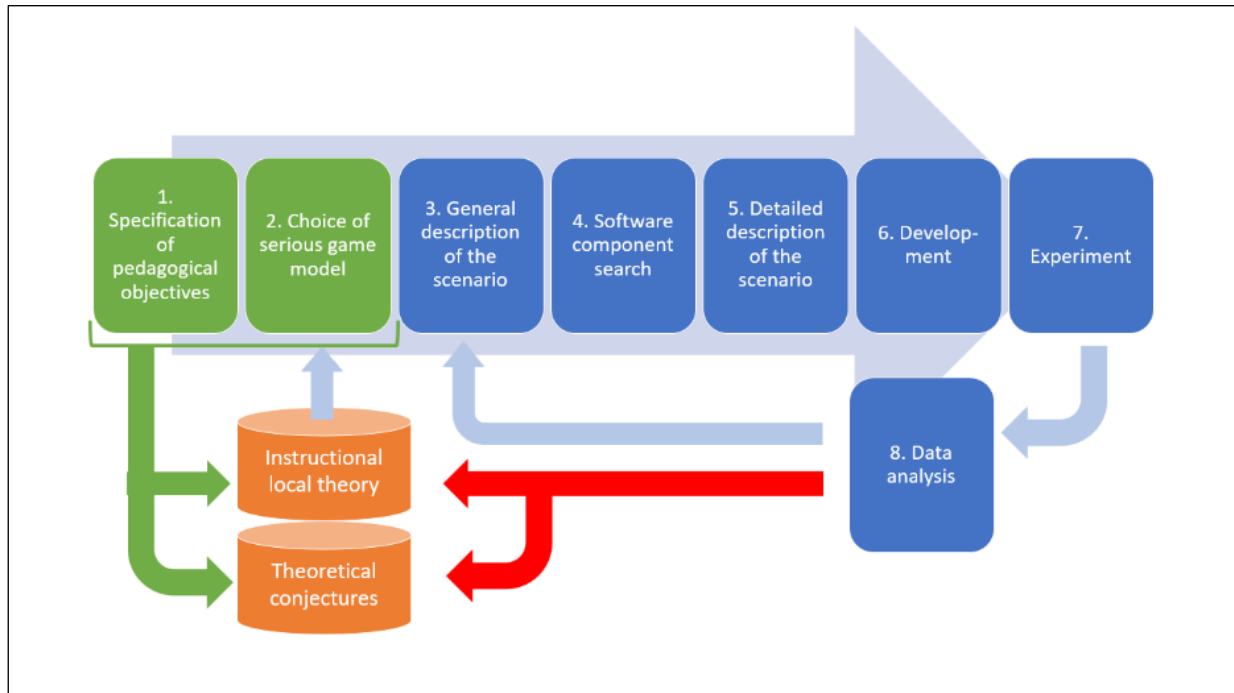 1.
Specification
of
pedagogical
objectives
2. Choice of
serious game
model
3. General
description
of the
scenario
4. Software
component
search
5. Detailed
description
of the
scenario
6. Develop-
ment
7.
Experiment
8. Data
analysis
Instructional
local theory
Theoretical
conjectures